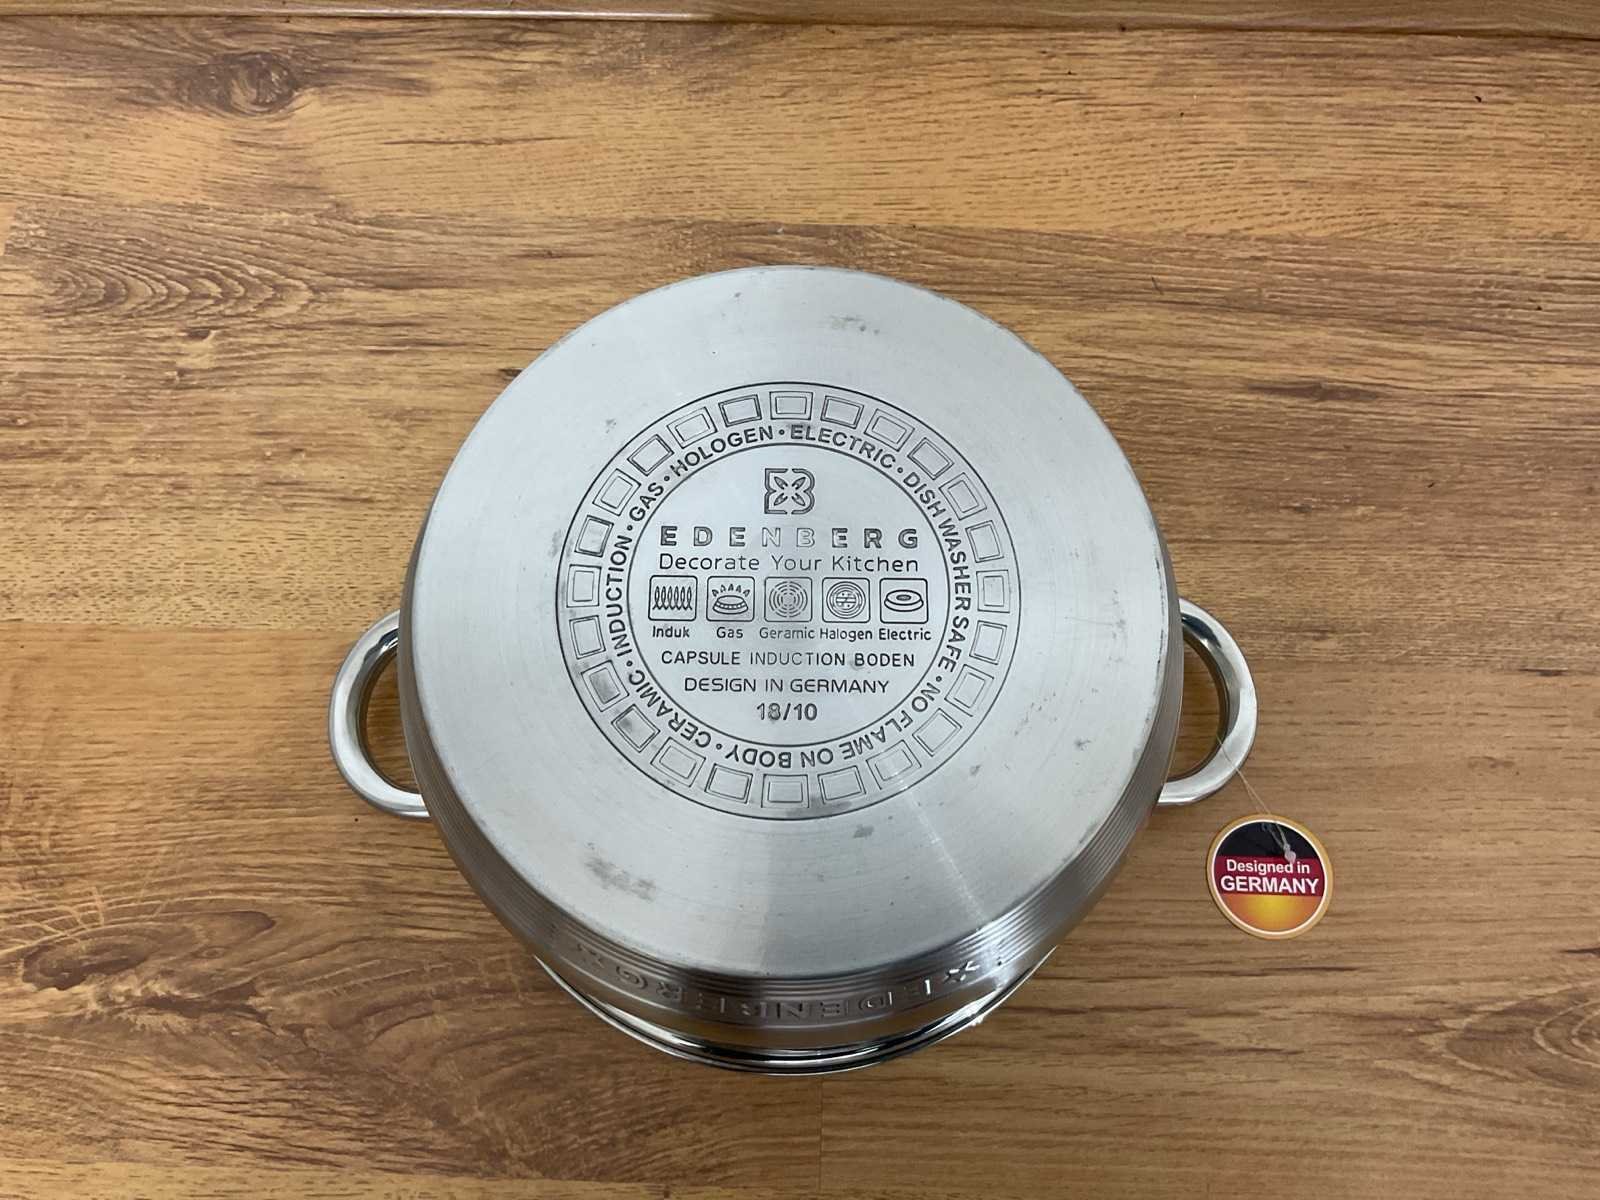 HOLOGEN • ELECTRIC • DISH WASHER SAFE • NO FLAME ON BODY • CERAMIC • INDUCTION • GAS •
EDENBERG
Decorate Your Kitchen
Induk Gas Geramic Halogen Electric
CAPSULE INDUCTION BODEN
DESIGN IN GERMANY
18/10
Designed in
GERMANY
EDENBERG